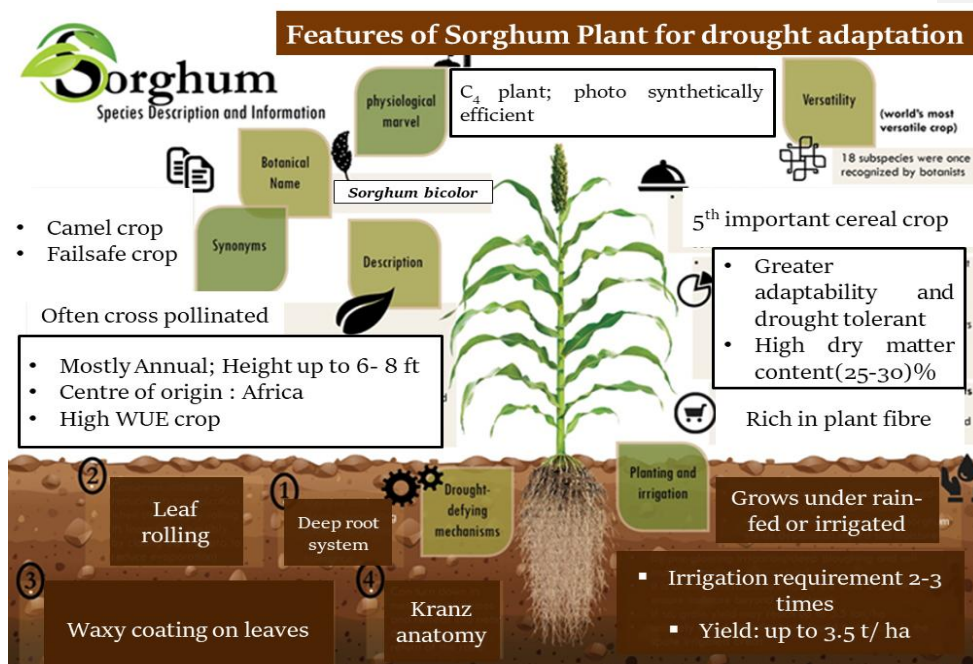 Features of Sorghum Plant for drought adaptation
Sorghum
Species Description and Information
physiological
marvel
C4 plant; photo synthetically
efficient
Versatility
(world's most
versatile crop)
18 subspecies were once
recognized by botanists
Botanical
Name
Sorghum bicolor
• Camel crop
• Failsafe crop
Synonyms
Description
5th important cereal crop
• Greater
adaptability and
drought tolerant
• High dry matter
content(25-30)%
Often cross pollinated
• Mostly Annual; Height up to 6- 8 ft
• Centre of origin : Africa
• High WUE crop
Rich in plant fibre
2
Leaf
rolling
1
Deep root
system
Drought-
defying
mechanisms
Planting and
irrigation
Grows under rain-
fed or irrigated
3
Waxy coating on leaves
4
Kranz
anatomy
▪ Irrigation requirement 2-3
times
▪ Yield: up to 3.5 t/ ha